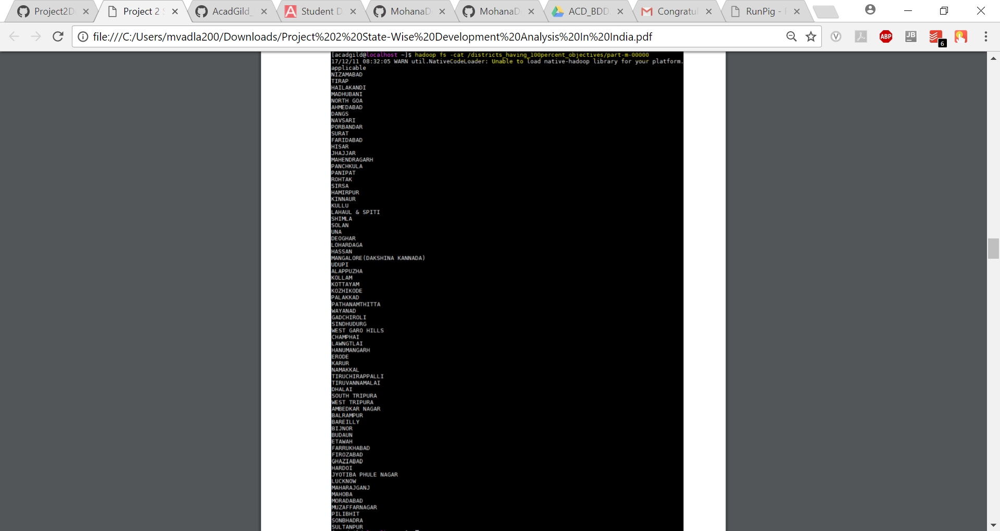 Project2D
Project 2 S
AcadGild_
Student D
MohanaD
MohanaD
ACD_BDD
Congratul
RunPig - F
file:///C:/Users/mvadla200/Downloads/Project%202%20State-Wise%20Development%20Analysis%20In%20India.pdf
V
ABP
JB
6
[acadgild@localhost ~]$ hadoop fs -cat /districts_having_100percent_objectives/part-m-00000
17/12/11 08:32:05 WARN util.NativeCodeLoader: Unable to load native-hadoop library for your platform.
applicable
NIZAMABAD
TIRAP
HAILAKANDI
MADHUBANI
NORTH GOA
AHMEDABAD
DANGS
NAVSARI
PORBANDAR
SURAT
FARIDABAD
HISAR
JHAJJAR
MAHENDRAGARH
PANCHKULA
PANIPAT
ROHTAK
SIRSA
HAMIRPUR
KINNAUR
KULLU
LAHAUL & SPITI
SHIMLA
SOLAN
UNA
DEOGHAR
LOHARDAGA
HASSAN
MANGALORE(DAKSHINA KANNADA)
UDUPI
ALAPPUZHA
KOLLAM
KOTTAYAM
KOZHIKODE
PALAKKAD
PATHANAMTHITTA
WAYANAD
GADCHIROLI
SINDHUDURG
WEST GARO HILLS
CHAMPHAI
LAWNGTLAI
HANUMANGARH
ERODE
KARUR
NAMAKKAL
TIRUCHIRAPPALLI
TIRUVANNAMALAI
DHALAI
SOUTH TRIPURA
WEST TRIPURA
AMBEDKAR NAGAR
BALRAMPUR
BAREILLY
BIJNOR
BUDAUN
ETAWAH
FARRUKHABAD
FIROZABAD
GHAZIABAD
HARDOI
JYOTIBA PHULE NAGAR
LUCKNOW
MAHARAJGANJ
MAHOBA
MORADABAD
MUZAFFARNAGAR
PILIBHIT
SONBHADRA
SULTANPUR